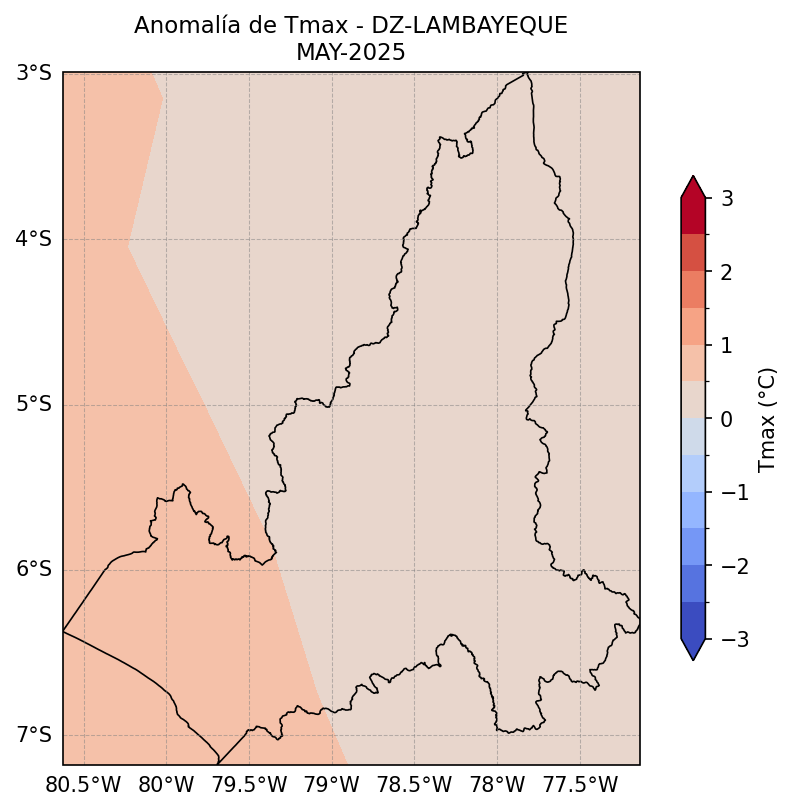 Anomalía de Tmax - DZ-LAMBAYEQUE
MAY-2025
3°S
4°S
5°S
6°S
7°S
80.5°W 80°W 79.5°W 79°W 78.5°W 78°W 77.5°W
3
2
1
0
−1
−2
−3
Tmax (°C)